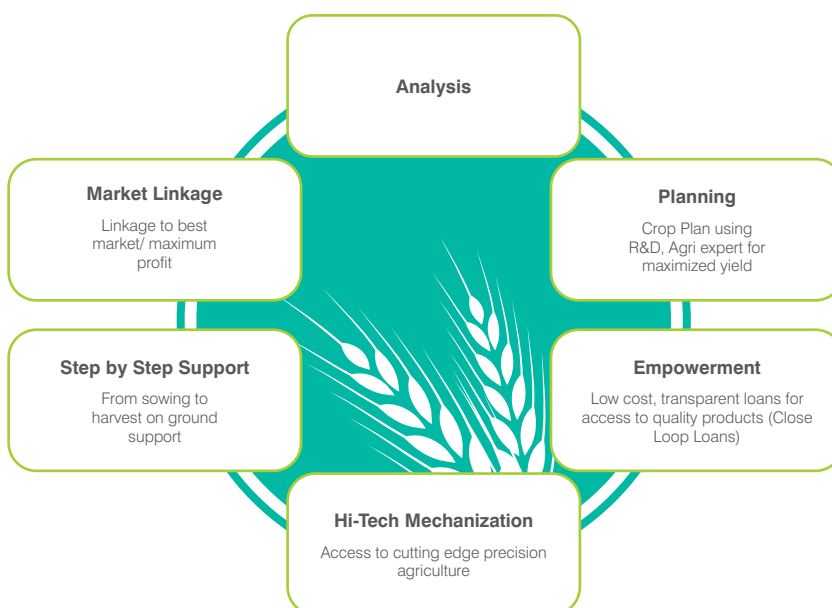 Analysis
Market Linkage
Linkage to best
market/ maximum
profit
Planning
Crop Plan using
R&D, Agri expert for
maximized yield
Step by Step Support
From sowing to
harvest on ground
support
Empowerment
Low cost, transparent loans for
access to quality products (Close
Loop Loans)
Hi-Tech Mechanization
Access to cutting edge precision
agriculture